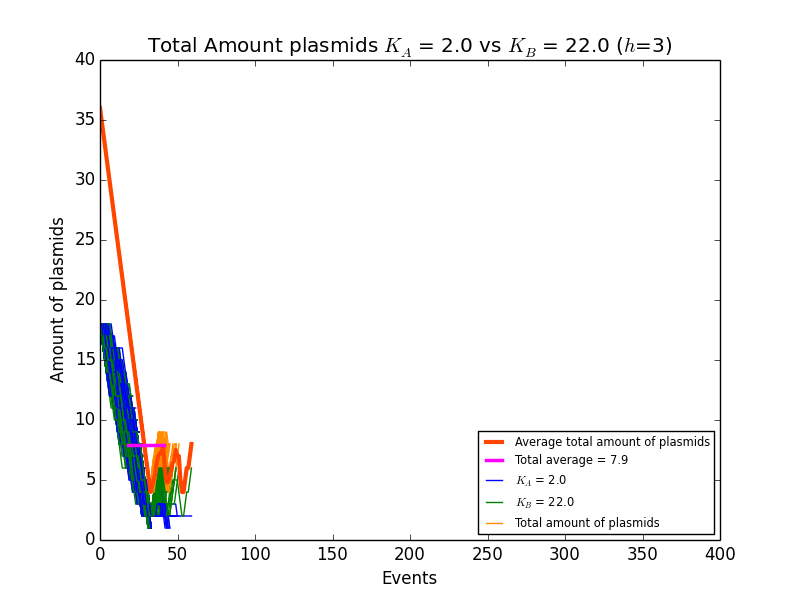 Total Amount plasmids K_A = 2.0 vs K_B = 22.0 (h=3)
40
35
30
25
20
15
10
5
0
Amount of plasmids
Average total amount of plasmids
Total average = 7.9
K_A = 2.0
K_B = 22.0
Total amount of plasmids
0 50 100 150 200 250 300 350 400
Events